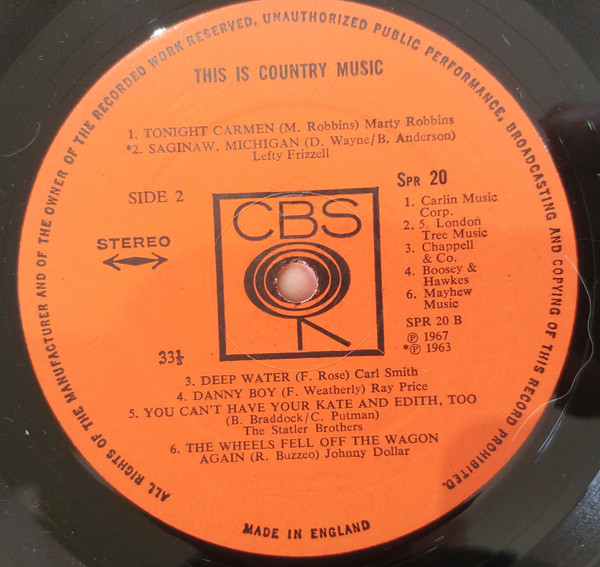 ALL RIGHTS OF THE MANUFACTURER AND OF THE OWNER OF THE RECORDED WORK RESERVED, UNAUTHORIZED PUBLIC PERFORMANCE, BROADCASTING AND COPYING OF THIS RECORD PROHIBITED.
THIS IS COUNTRY MUSIC
1. TONIGHT CARMEN (M. Robbins) Marty Robbins
*2. SAGINAW, MICHIGAN (D. Wayne/B. Anderson)
Lefty Frizzell
SIDE 2
STEREO
33⅓
CBS
SPR 20
1. Carlin Music
Corp.
2, 5. London
Tree Music
3. Chappell
& Co.
4. Boosey &
Hawkes
6. Mayhew
Music
SPR 20 B
℗ 1967
*℗ 1963
3. DEEP WATER (F. Rose) Carl Smith
4. DANNY BOY (F. Weatherly) Ray Price
5. YOU CAN'T HAVE YOUR KATE AND EDITH, TOO
(B. Braddock/C. Putman)
The Statler Brothers
6. THE WHEELS FELL OFF THE WAGON
AGAIN (R. Buzzeo) Johnny Dollar
MADE IN ENGLAND